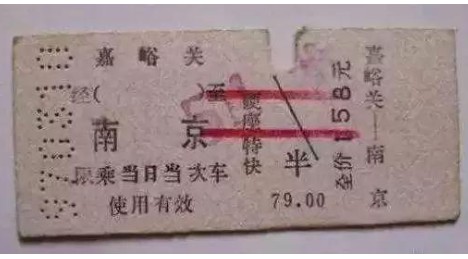 嘉峪关
经( )至
南京
限乘当日当次车
使用有效
硬座特快
半
79.00
全价158元
嘉峪关—南京